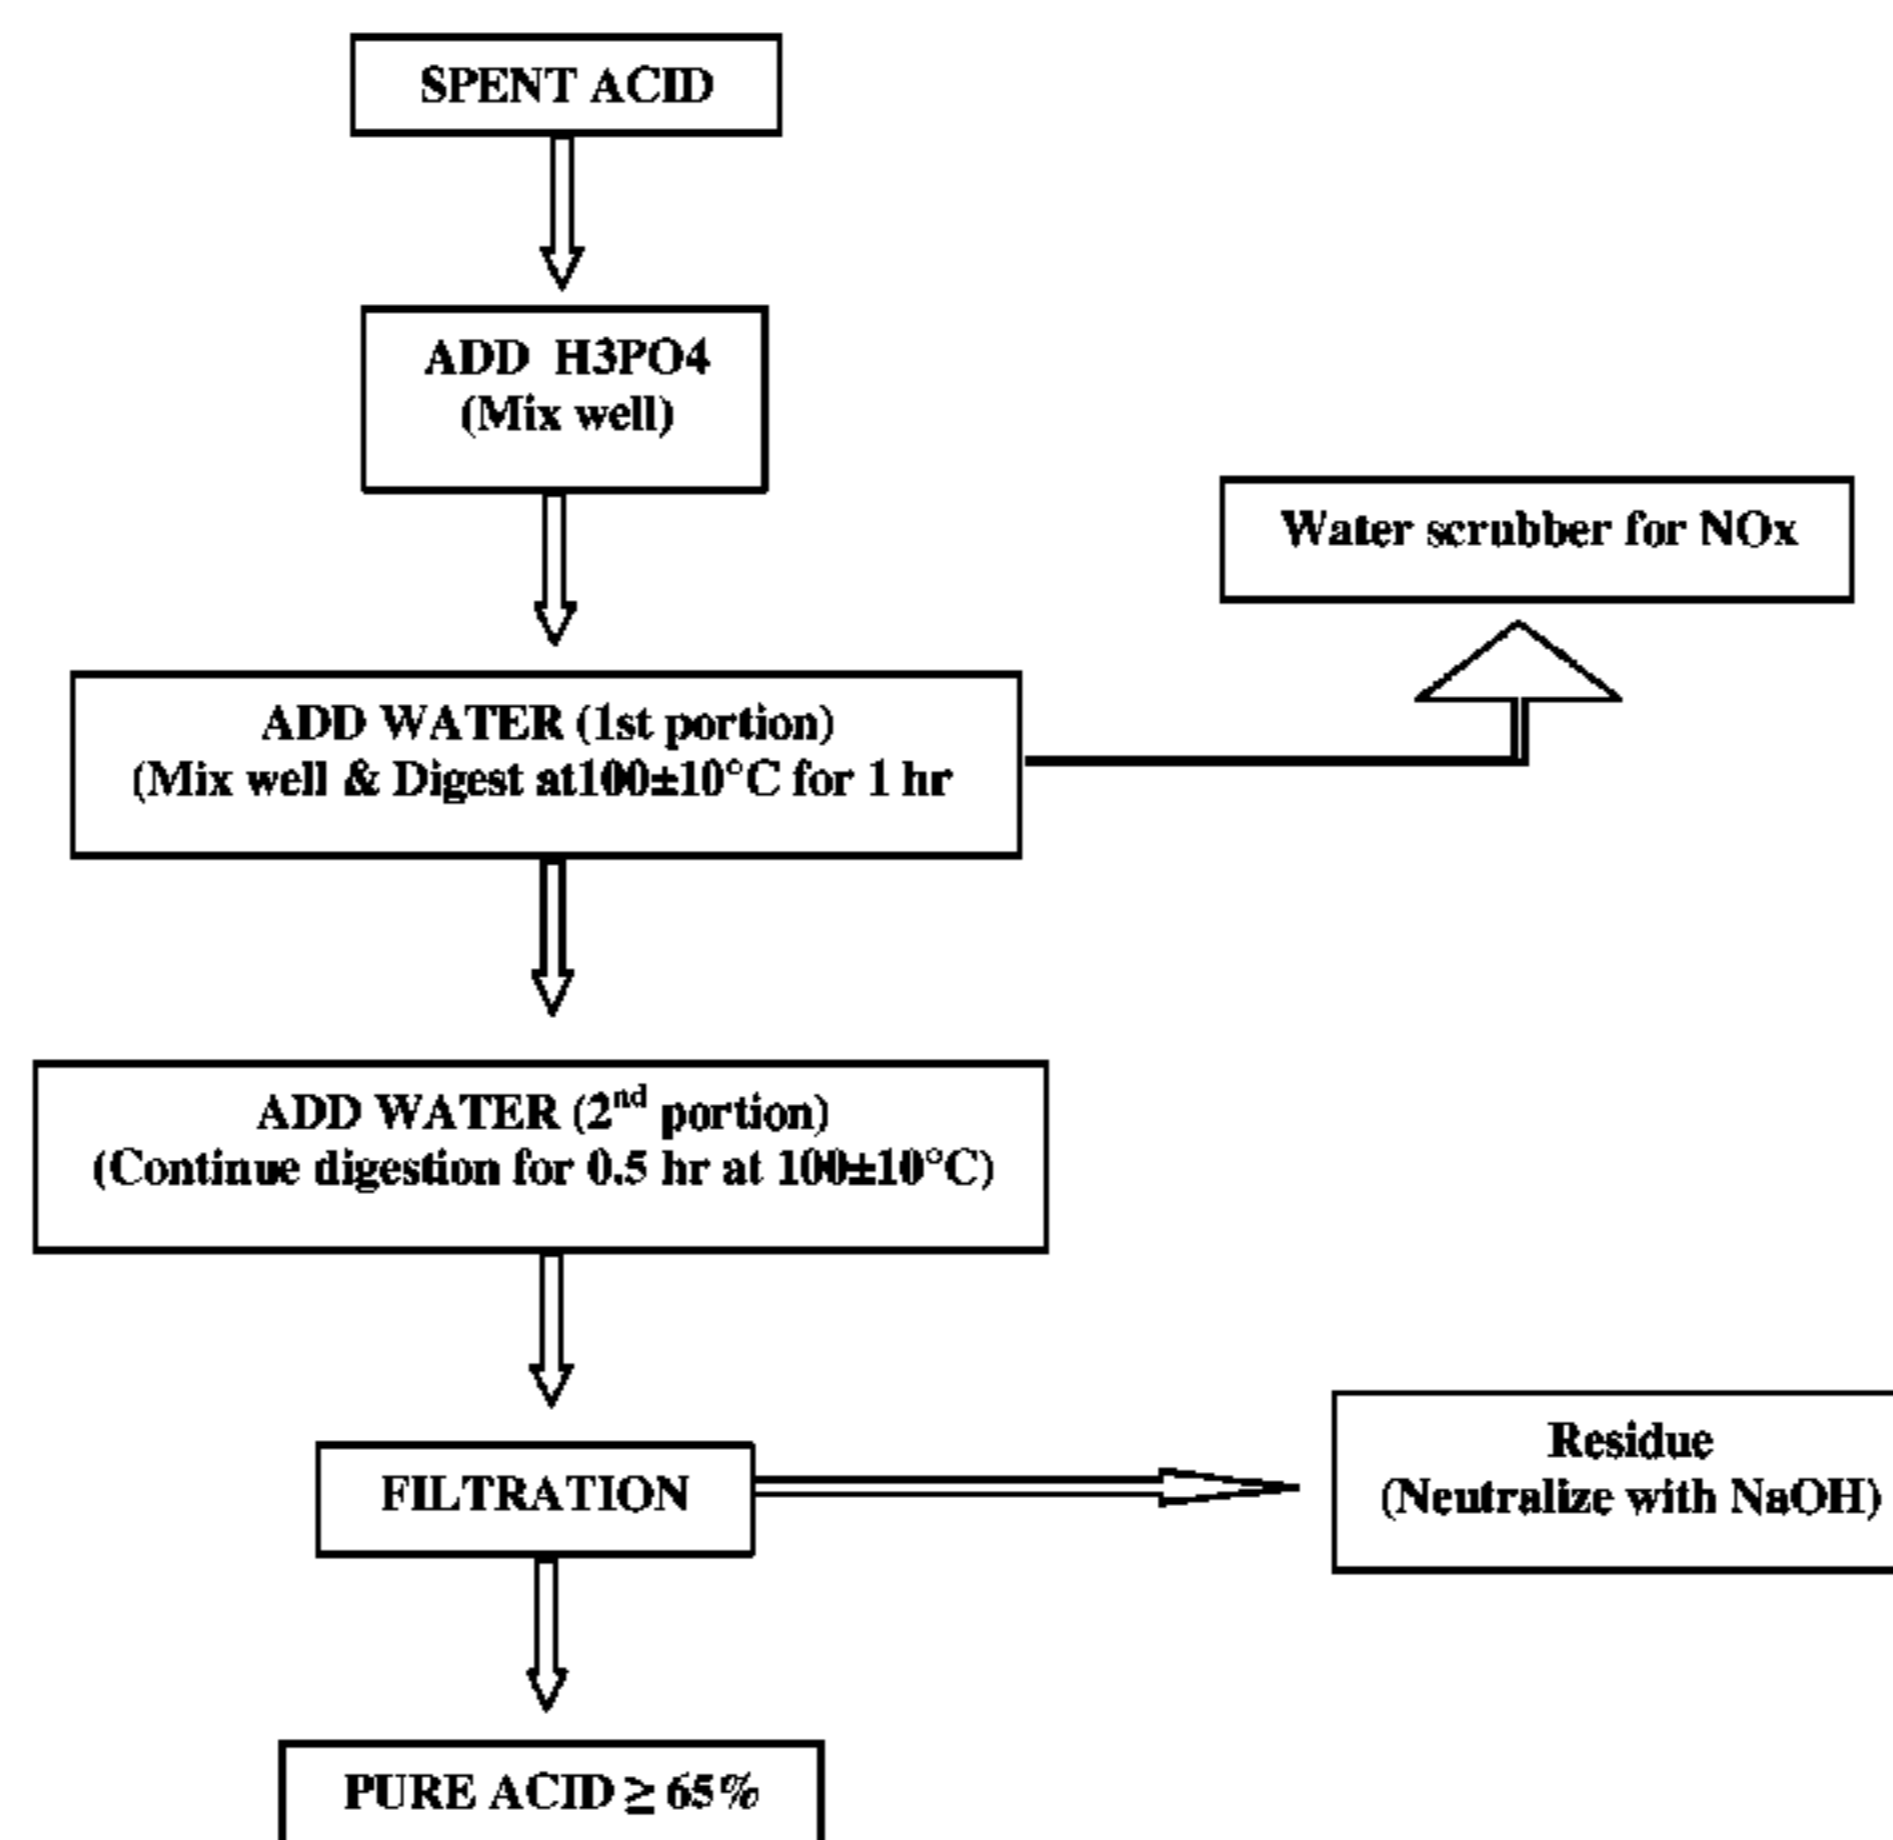 SPENT ACID
ADD H3PO4
(Mix well)
Water scrubber for NOx
ADD WATER (1st portion)
(Mix well & Digest at100±10°C for 1 hr
ADD WATER (2nd portion)
(Continue digestion for 0.5 hr at 100±10°C)
FILTRATION
Residue
(Neutralize with NaOH)
PURE ACID ≥ 65%